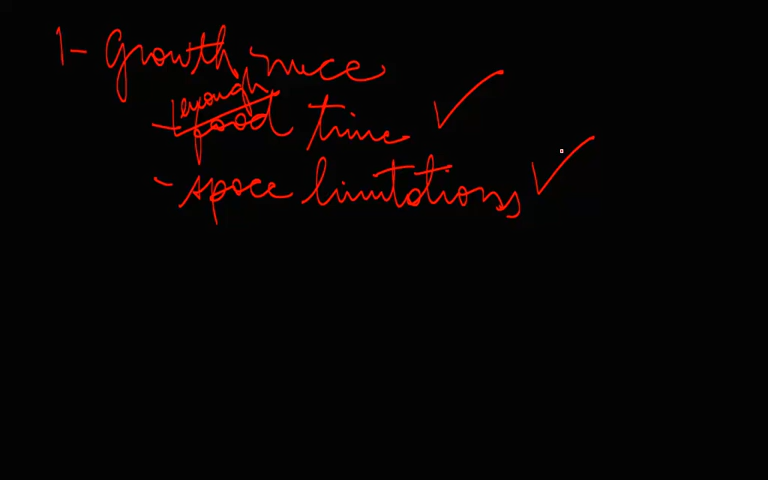 1- Growth, mice
enough
- food time ✓
- space limitations ✓